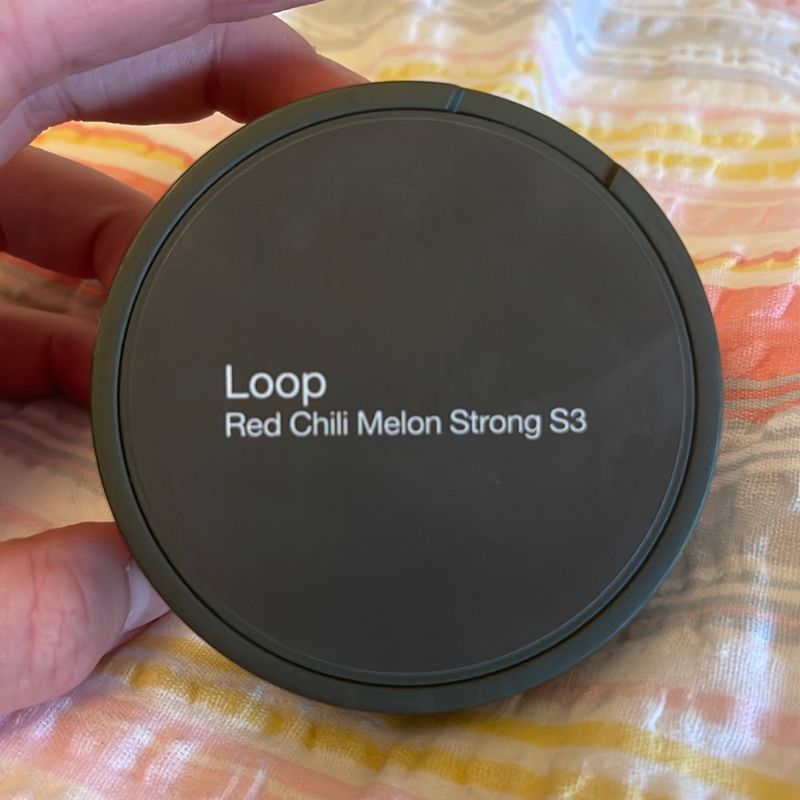 Loop
Red Chili Melon Strong S3